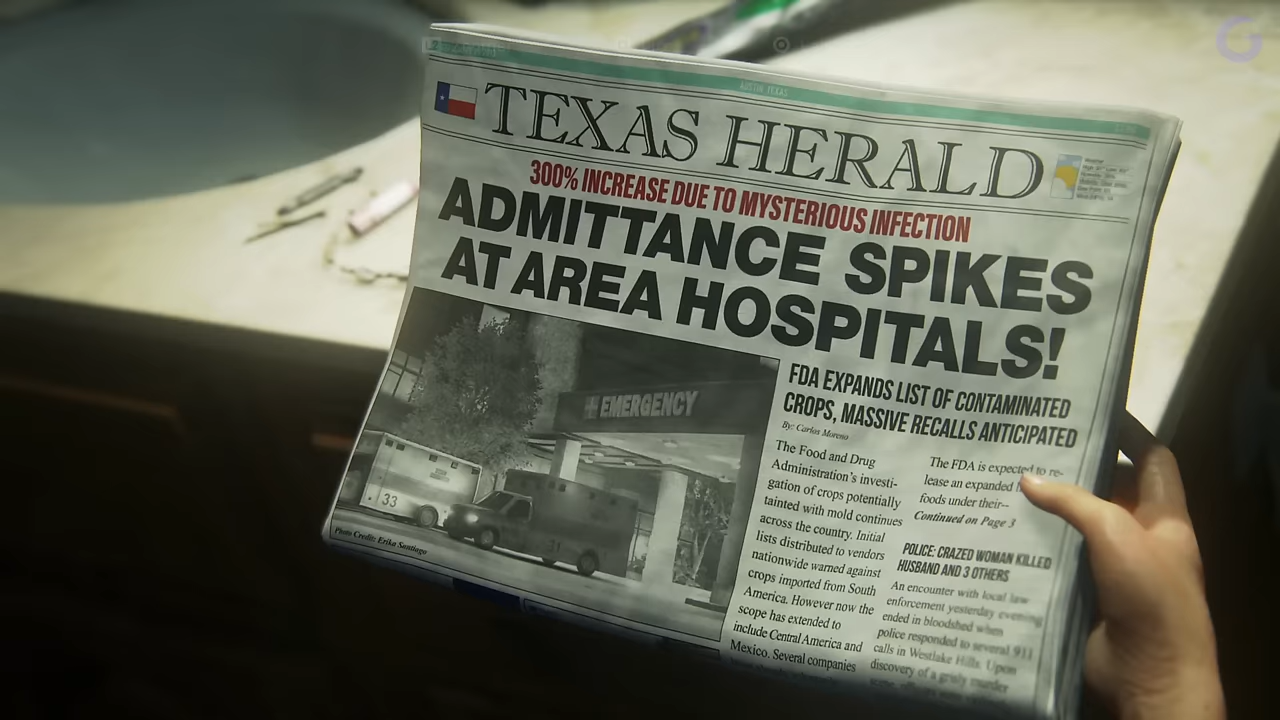 AUSTIN, TEXAS
TEXAS HERALD
300% INCREASE DUE TO MYSTERIOUS INFECTION
ADMITTANCE SPIKES
AT AREA HOSPITALS!
EMERGENCY
33
31
Photo Credit: Erika Santiago
FDA EXPANDS LIST OF CONTAMINATED
CROPS, MASSIVE RECALLS ANTICIPATED
By: Carlos Moreno
The Food and Drug
Administration's investi-
gation of crops potentially
tainted with mold continues
across the country. Initial
lists distributed to vendors
nationwide warned against
crops imported from South
America. However now the
scope has extended to
include Central America and
Mexico. Several companies
The FDA is expected to re-
lease an expanded
foods under their--
Continued on Page 3
POLICE: CRAZED WOMAN KILLED
HUSBAND AND 3 OTHERS
An encounter with local law
enforcement yesterday evening
ended in bloodshed when
police responded to several 911
calls in Westlake Hills. Upon
discovery of a grisly murder